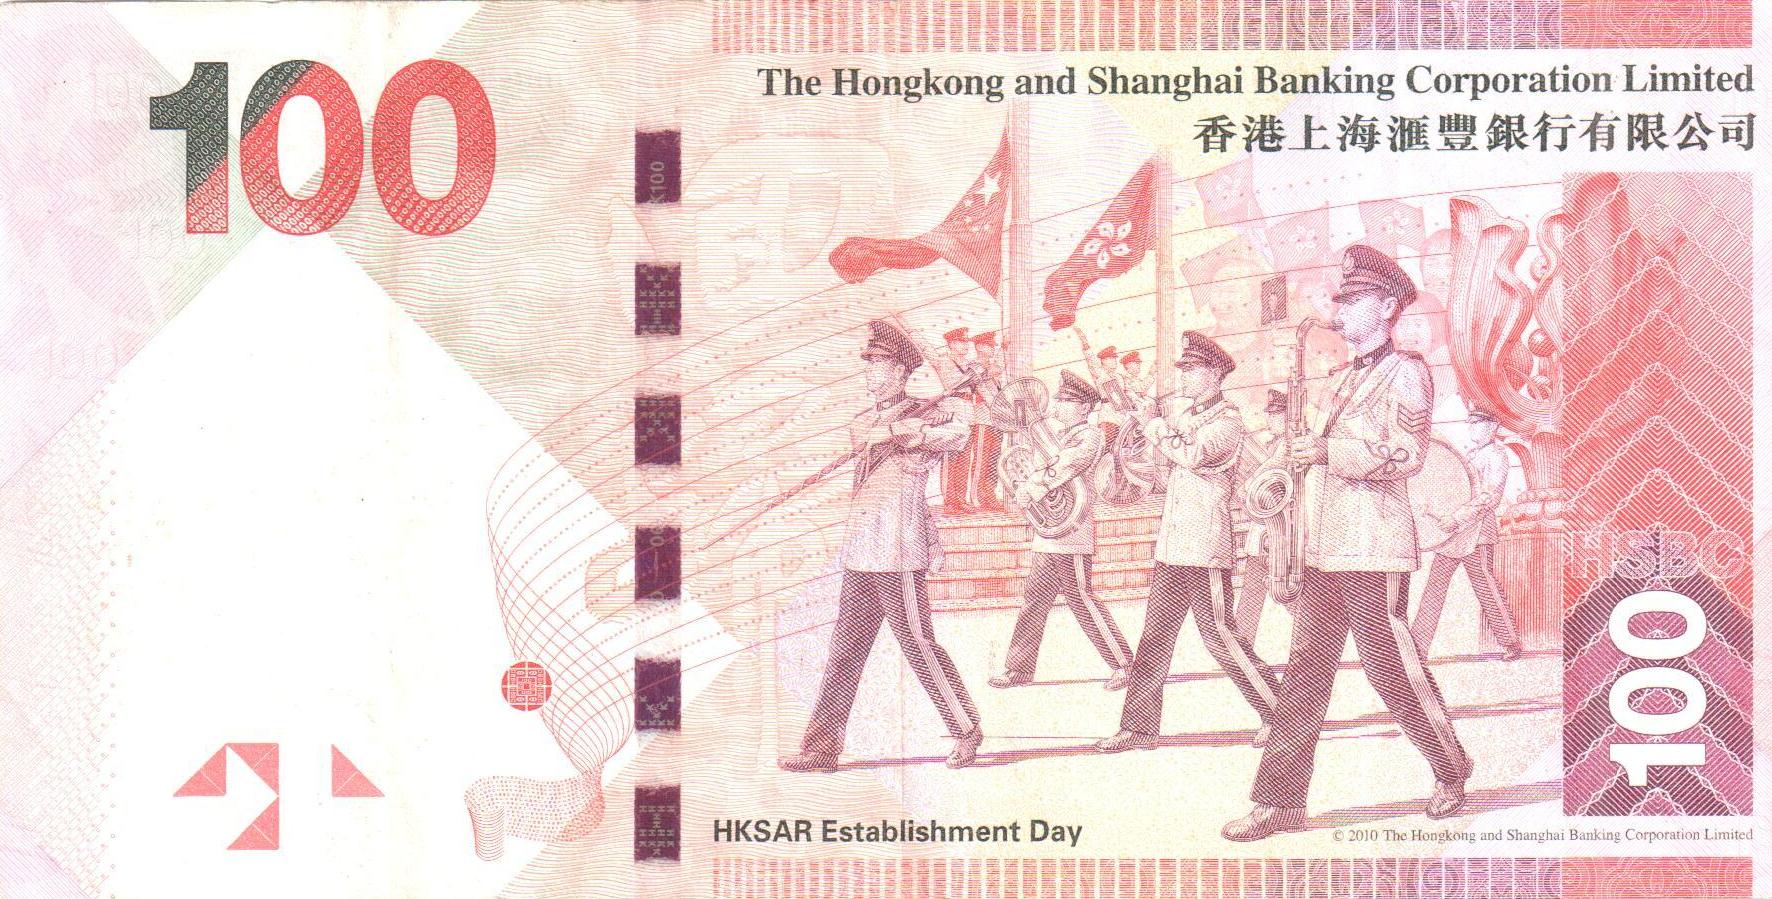 100
The Hongkong and Shanghai Banking Corporation Limited
香港上海滙豐銀行有限公司
HSBC
100
HKSAR Establishment Day
© 2010 The Hongkong and Shanghai Banking Corporation Limited